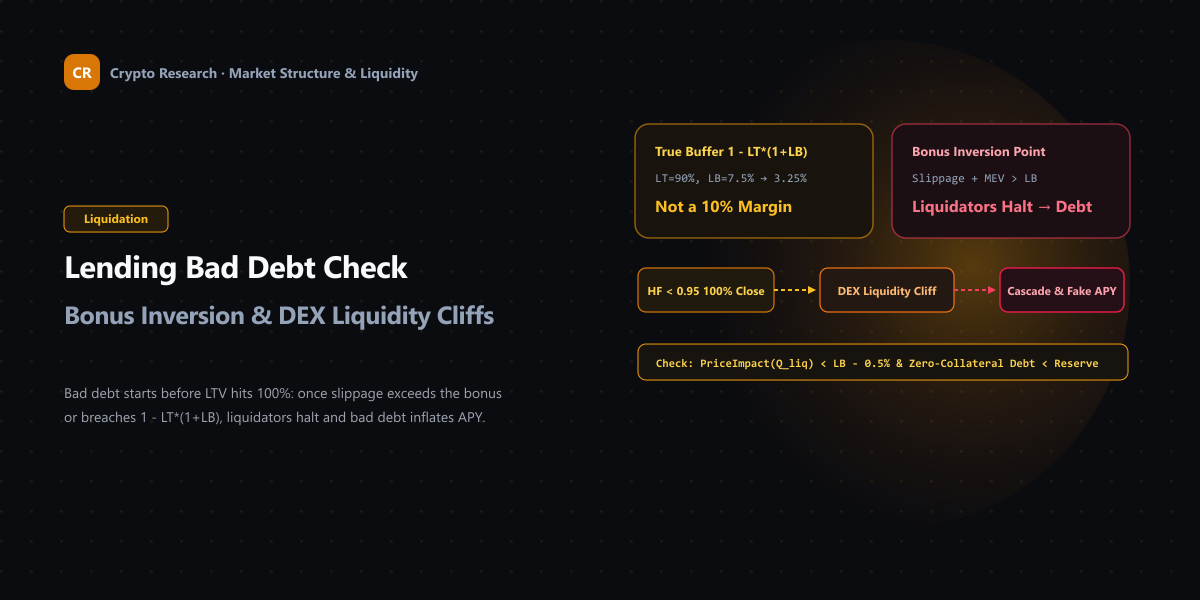 CR
Crypto Research · Market Structure & Liquidity
Liquidation
Lending Bad Debt Check
Bonus Inversion & DEX Liquidity Cliffs
Bad debt starts before LTV hits 100%: once slippage exceeds the bonus
or breaches 1 - LT*(1+LB), liquidators halt and bad debt inflates APY.
True Buffer 1 - LT*(1+LB)
LT=90%, LB=7.5% → 3.25%
Not a 10% Margin
Bonus Inversion Point
Slippage + MEV > LB
Liquidators Halt → Debt
HF < 0.95 100% Close
DEX Liquidity Cliff
Cascade & Fake APY
Check: PriceImpact(Q_liq) < LB - 0.5% & Zero-Collateral Debt < Reserve